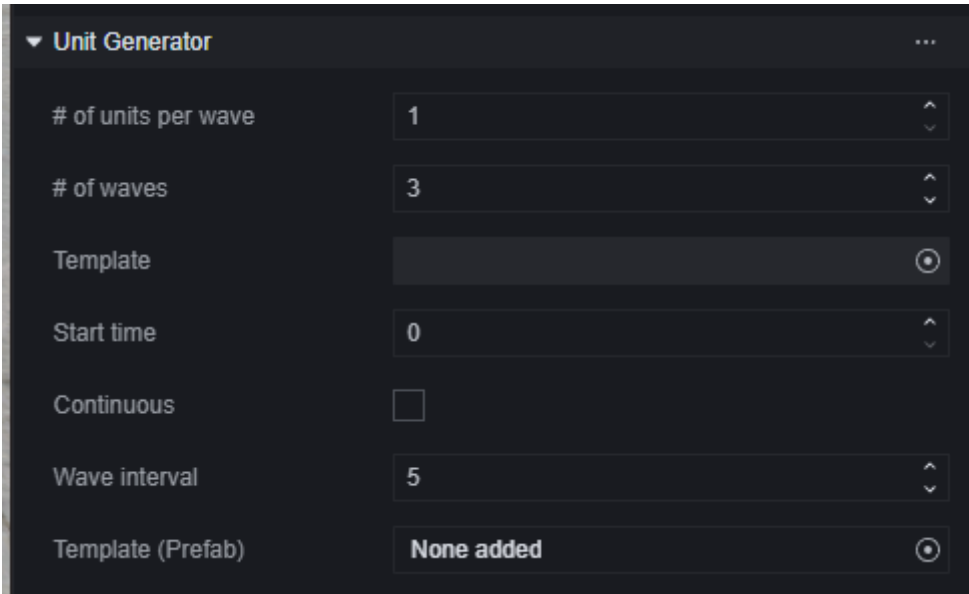 Unit Generator
# of units per wave 1
# of waves 3
Template
Start time 0
Continuous
Wave interval 5
Template (Prefab) None added